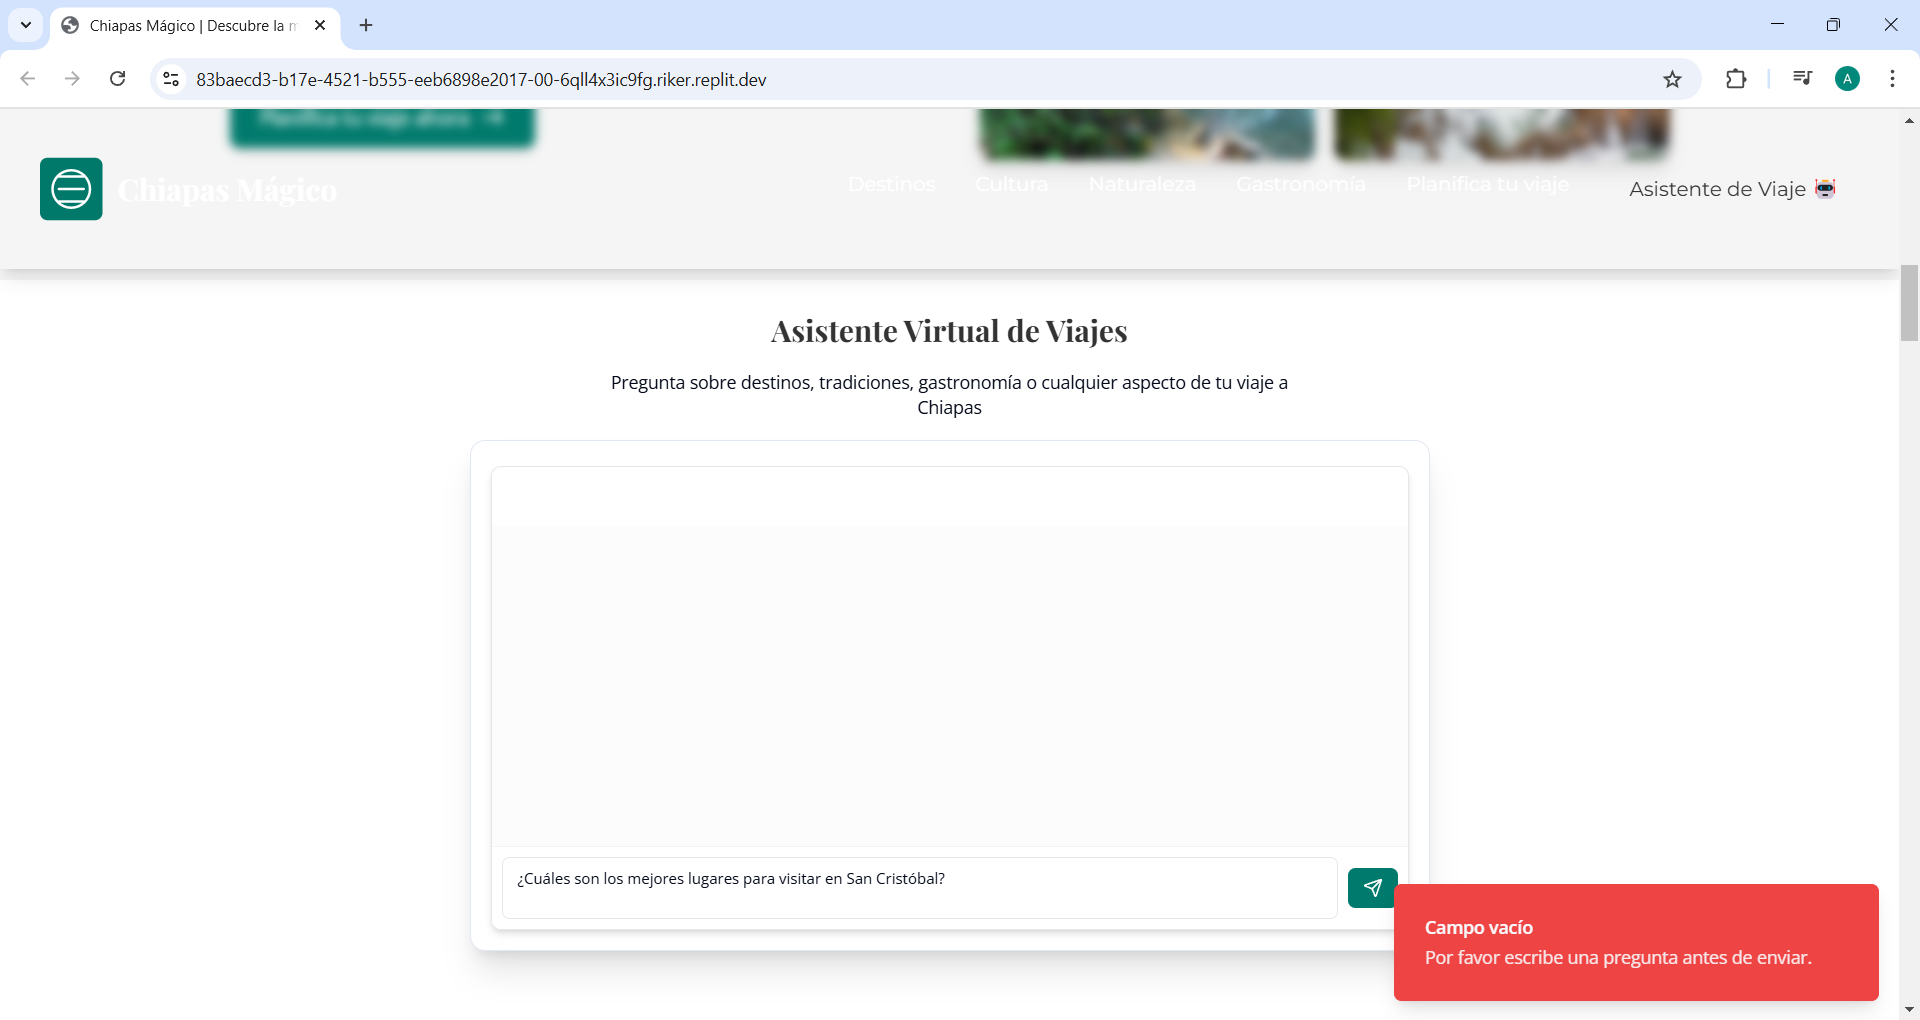 Chiapas Mágico | Descubre la m
83baecd3-b17e-4521-b555-eeb6898e2017-00-6qll4x3ic9fg.riker.replit.dev
A
Planifica tu viaje ahora →
Chiapas Mágico
Destinos Cultura Naturaleza Gastronomía Planifica tu viaje Asistente de Viaje 🤖
Asistente Virtual de Viajes
Pregunta sobre destinos, tradiciones, gastronomía o cualquier aspecto de tu viaje a
Chiapas
¿Cuáles son los mejores lugares para visitar en San Cristóbal?
Campo vacío
Por favor escribe una pregunta antes de enviar.